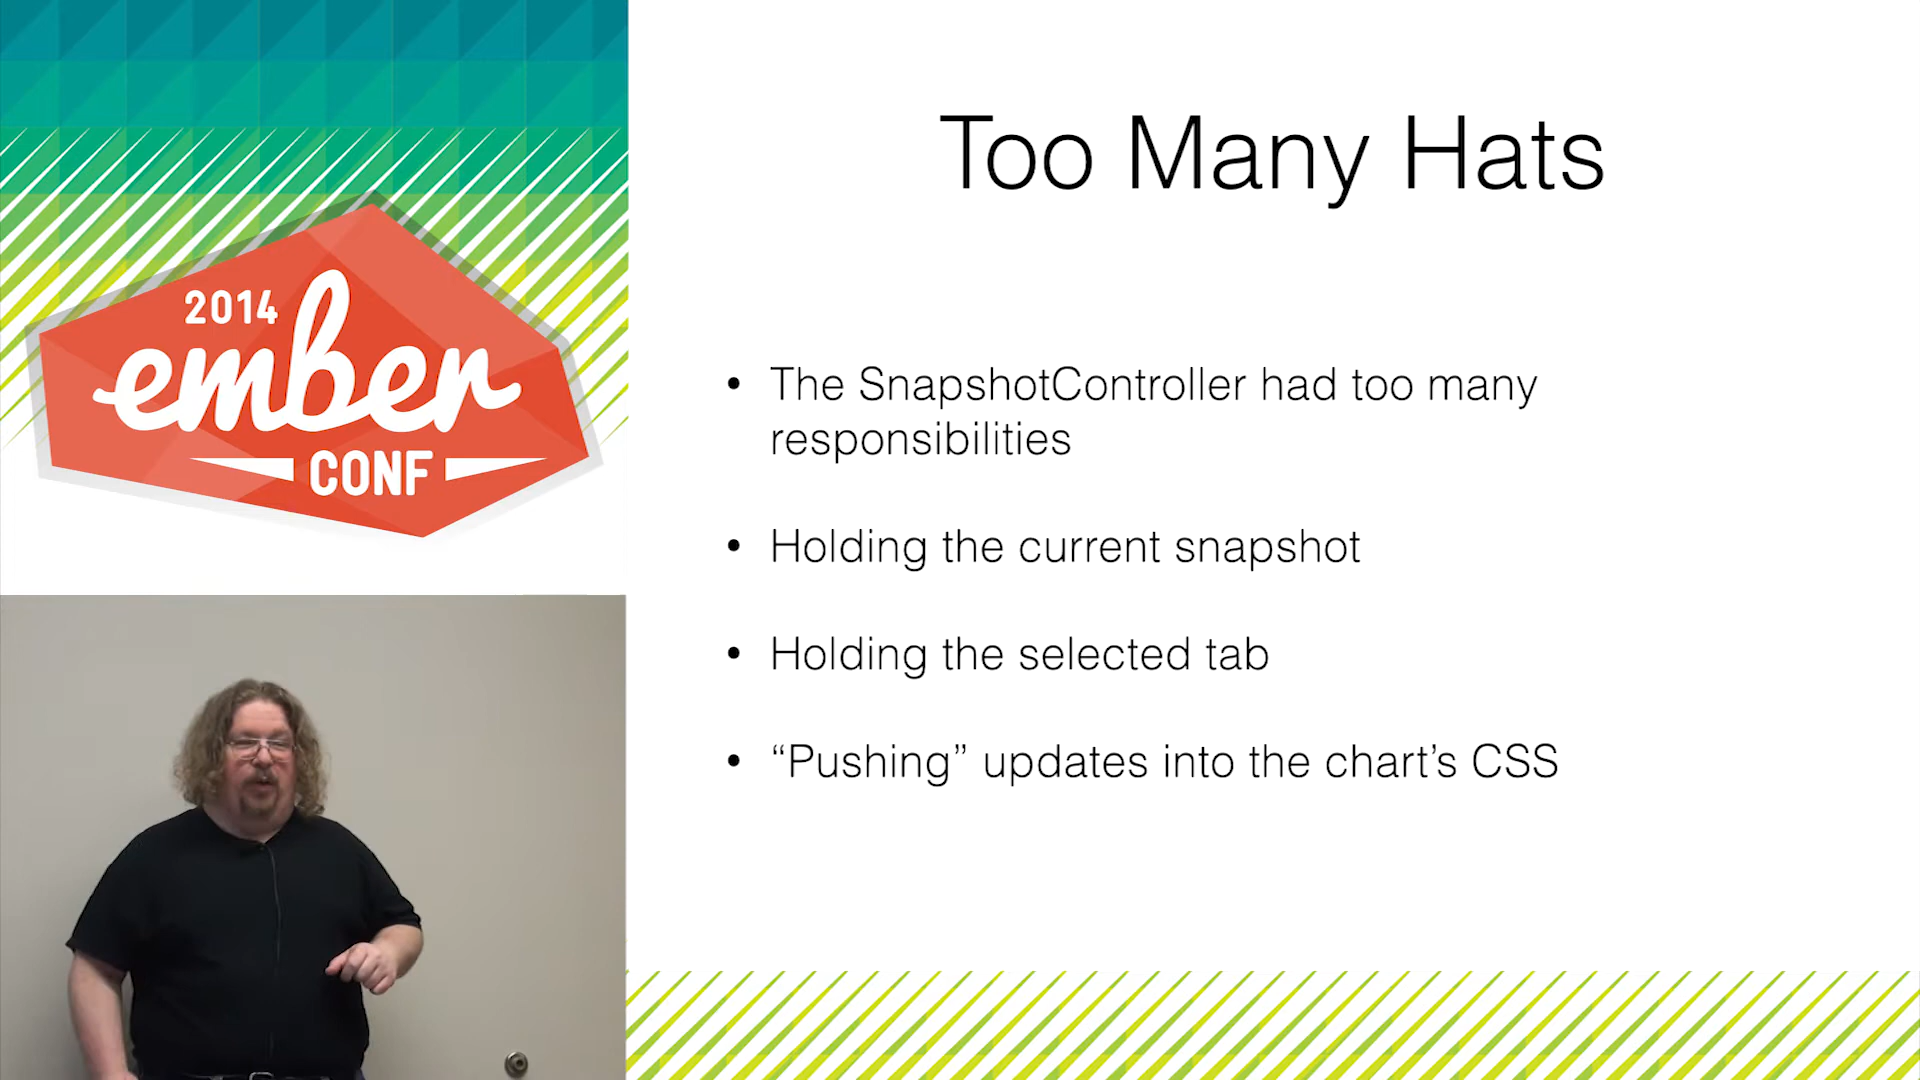 2014
ember
CONF
Too Many Hats
• The SnapshotController had too many
responsibilities
• Holding the current snapshot
• Holding the selected tab
• “Pushing” updates into the chart’s CSS